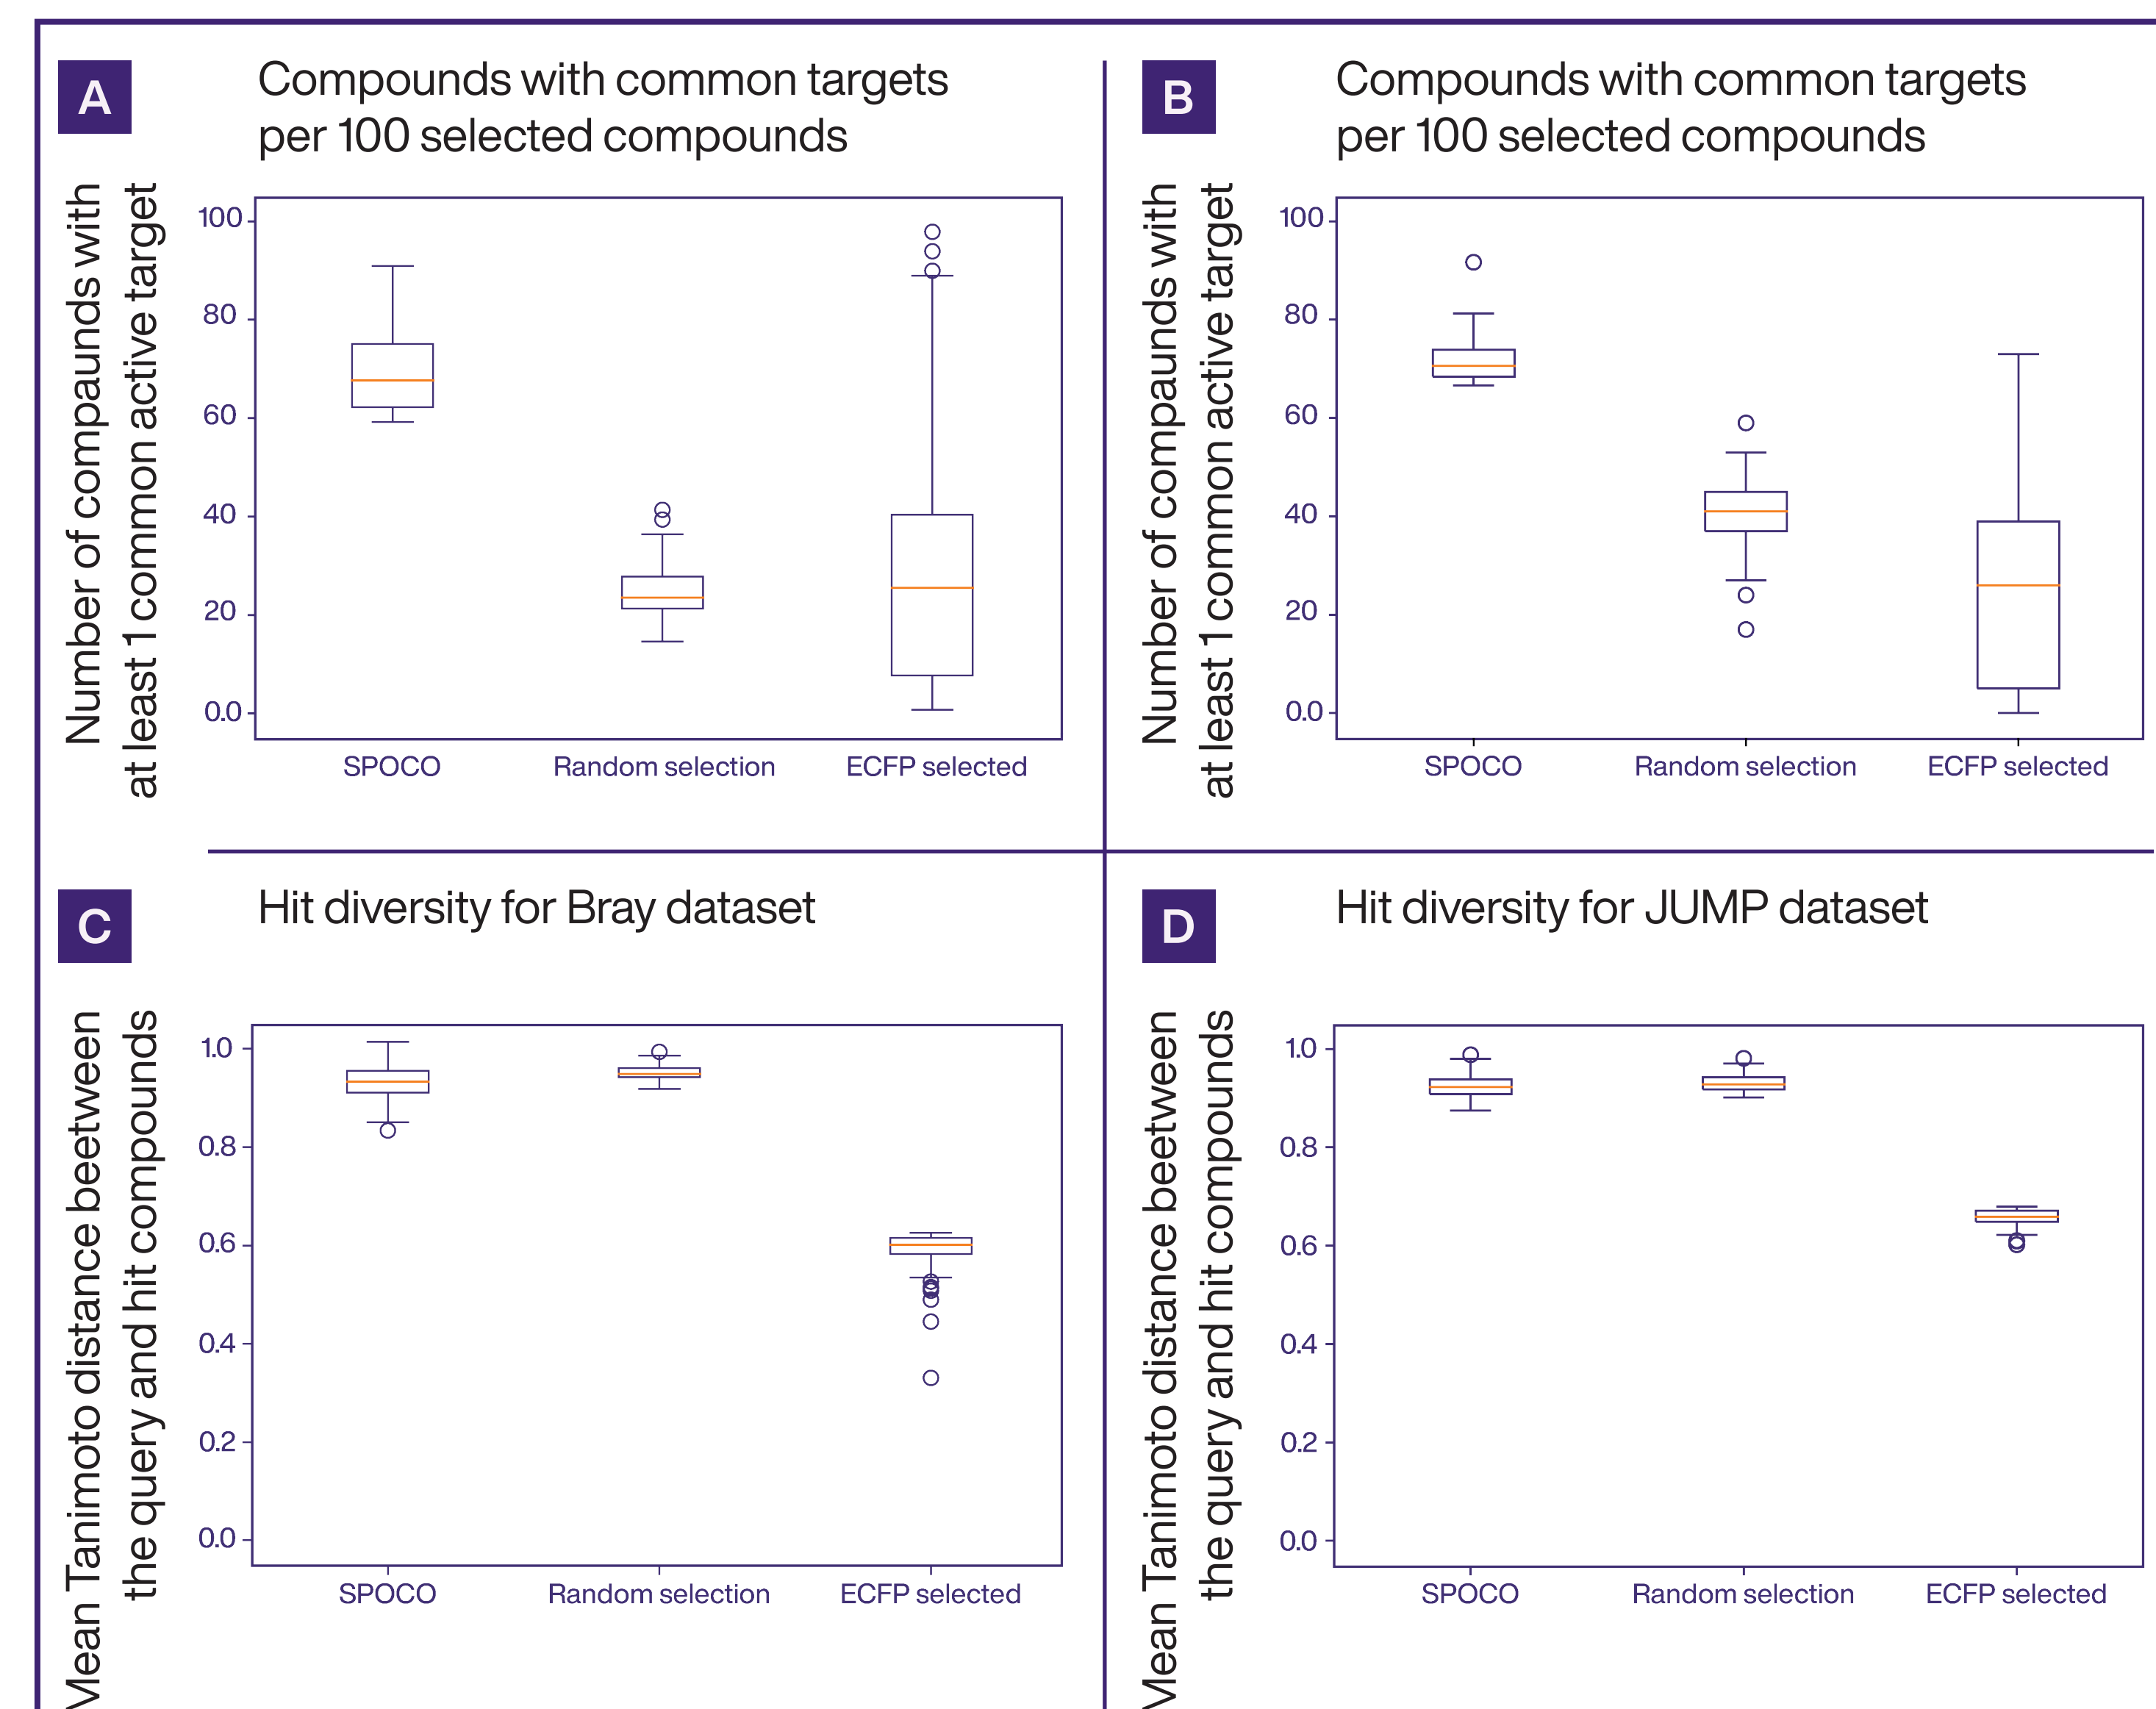 A
Compounds with common targets
per 100 selected compounds
Number of compaunds with
at least 1 common active target
100
80
60
40
20
0.0
SPOCO
Random selection
ECFP selected
B
Compounds with common targets
per 100 selected compounds
Number of compaunds with
at least 1 common active target
100
80
60
40
20
0.0
SPOCO
Random selection
ECFP selected
C
Hit diversity for Bray dataset
Mean Tanimoto distance beetween
the query and hit compounds
1.0
0.8
0.6
0.4
0.2
0.0
SPOCO
Random selection
ECFP selected
D
Hit diversity for JUMP dataset
Mean Tanimoto distance beetween
the query and hit compounds
1.0
0.8
0.6
0.4
0.2
0.0
SPOCO
Random selection
ECFP selected